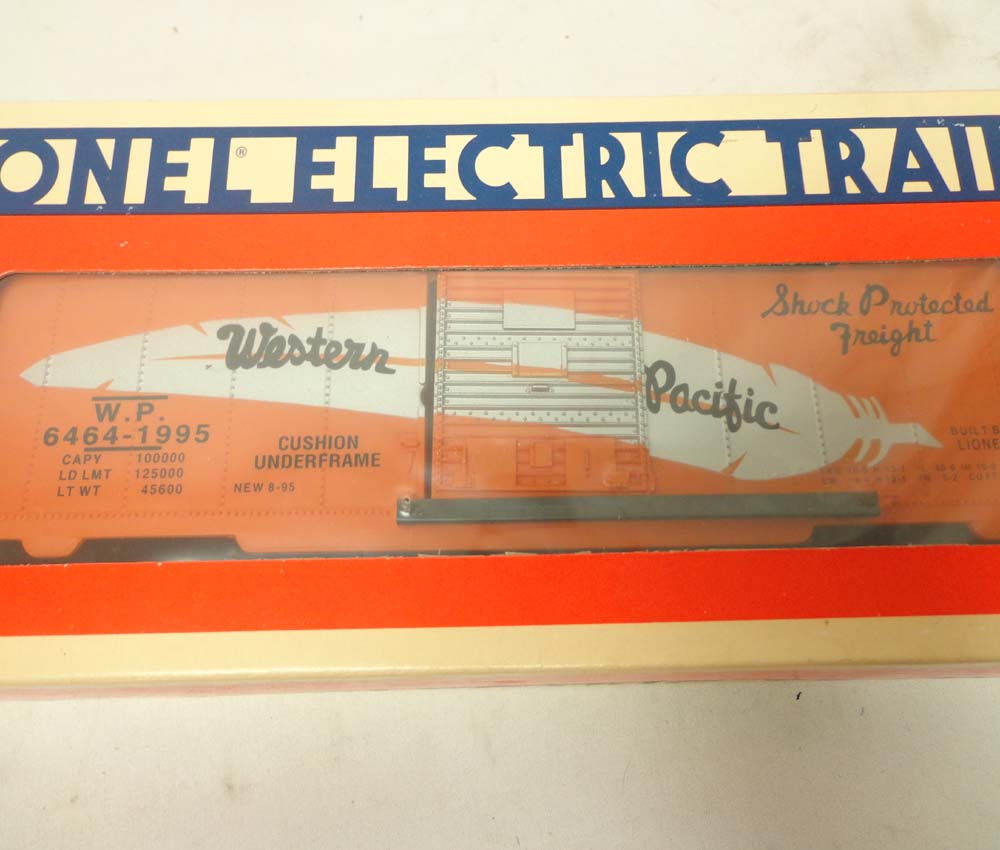 ONEL® ELECTRIC TRAI
Western Pacific
Shock Protected
Freight
W.P.
6464-1995
CAPY 100000
LD LMT 125000
LT WT 45600
CUSHION
UNDERFRAME
NEW 8-95
BUILT
LIONE